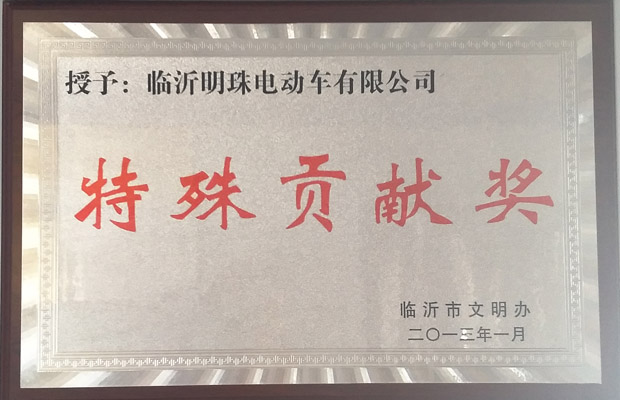 授予：临沂明珠电动车有限公司
特殊贡献奖
临沂市文明办
二〇一三年一月